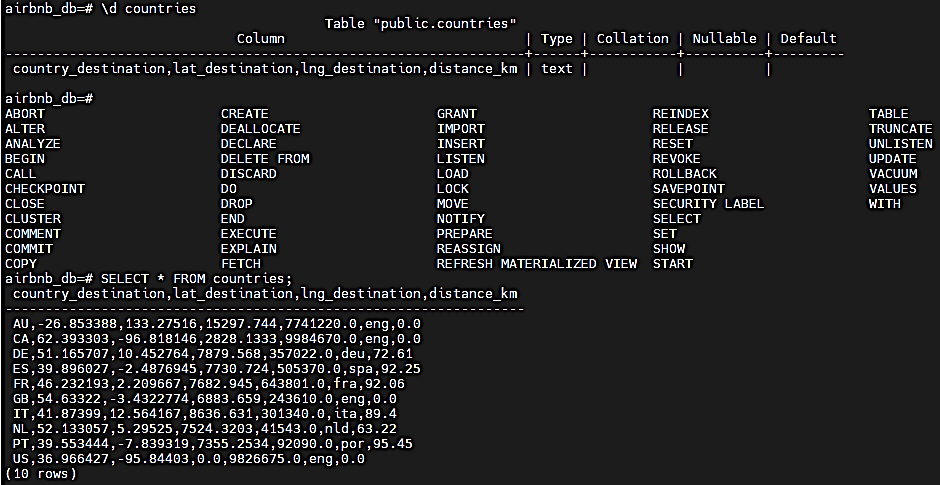 airbnb_db=# \d countries
Table "public.countries"
Column | Type | Collation | Nullable | Default
-----------------------------------------------------------------+------+-----------+----------+---------
country_destination,lat_destination,lng_destination,distance_km | text | | |
airbnb_db=#
ABORT CREATE GRANT REINDEX TABLE
ALTER DEALLOCATE IMPORT RELEASE TRUNCATE
ANALYZE DECLARE INSERT RESET UNLISTEN
BEGIN DELETE FROM LISTEN REVOKE UPDATE
CALL DISCARD LOAD ROLLBACK VACUUM
CHECKPOINT DO LOCK SAVEPOINT VALUES
CLOSE DROP MOVE SECURITY LABEL WITH
CLUSTER END NOTIFY SELECT
COMMENT EXECUTE PREPARE SET
COMMIT EXPLAIN REASSIGN SHOW
COPY FETCH REFRESH MATERIALIZED VIEW START
airbnb_db=# SELECT * FROM countries;
country_destination,lat_destination,lng_destination,distance_km
-----------------------------------------------------------------
AU,-26.853388,133.27516,15297.744,7741220.0,eng,0.0
CA,62.393303,-96.818146,2828.1333,9984670.0,eng,0.0
DE,51.165707,10.452764,7879.568,357022.0,deu,72.61
ES,39.896027,-2.4876945,7730.724,505370.0,spa,92.25
FR,46.232193,2.209667,7682.945,643801.0,fra,92.06
GB,54.63322,-3.4322774,6883.659,243610.0,eng,0.0
IT,41.87399,12.564167,8636.631,301340.0,ita,89.4
NL,52.133057,5.29525,7524.3203,41543.0,nld,63.22
PT,39.553444,-7.839319,7355.2534,92090.0,por,95.45
US,36.966427,-95.84403,0.0,9826675.0,eng,0.0
(10 rows)